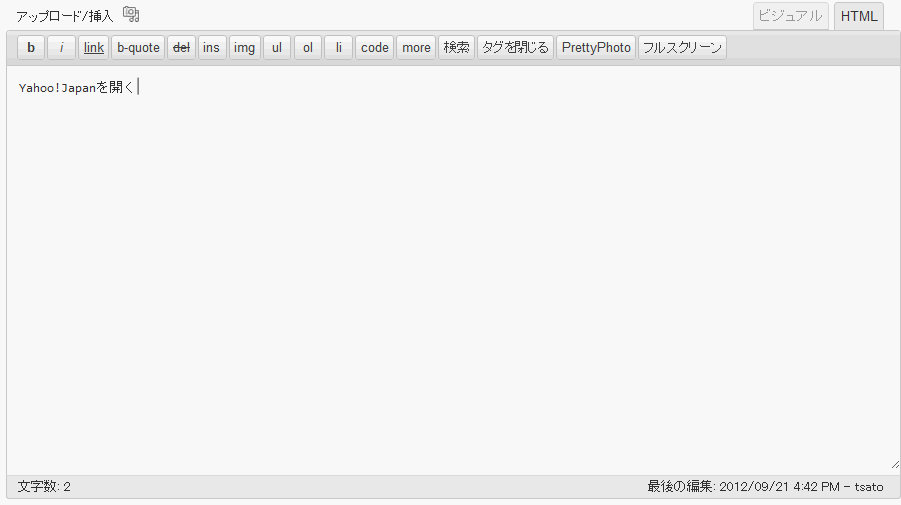 アップロード/挿入 ビジュアル HTML
b i link b-quote del ins img ul ol li code more 検索 タグを閉じる PrettyPhoto フルスクリーン
Yahoo!Japanを開く
文字数: 2 最後の編集: 2012/09/21 4:42 PM – tsato